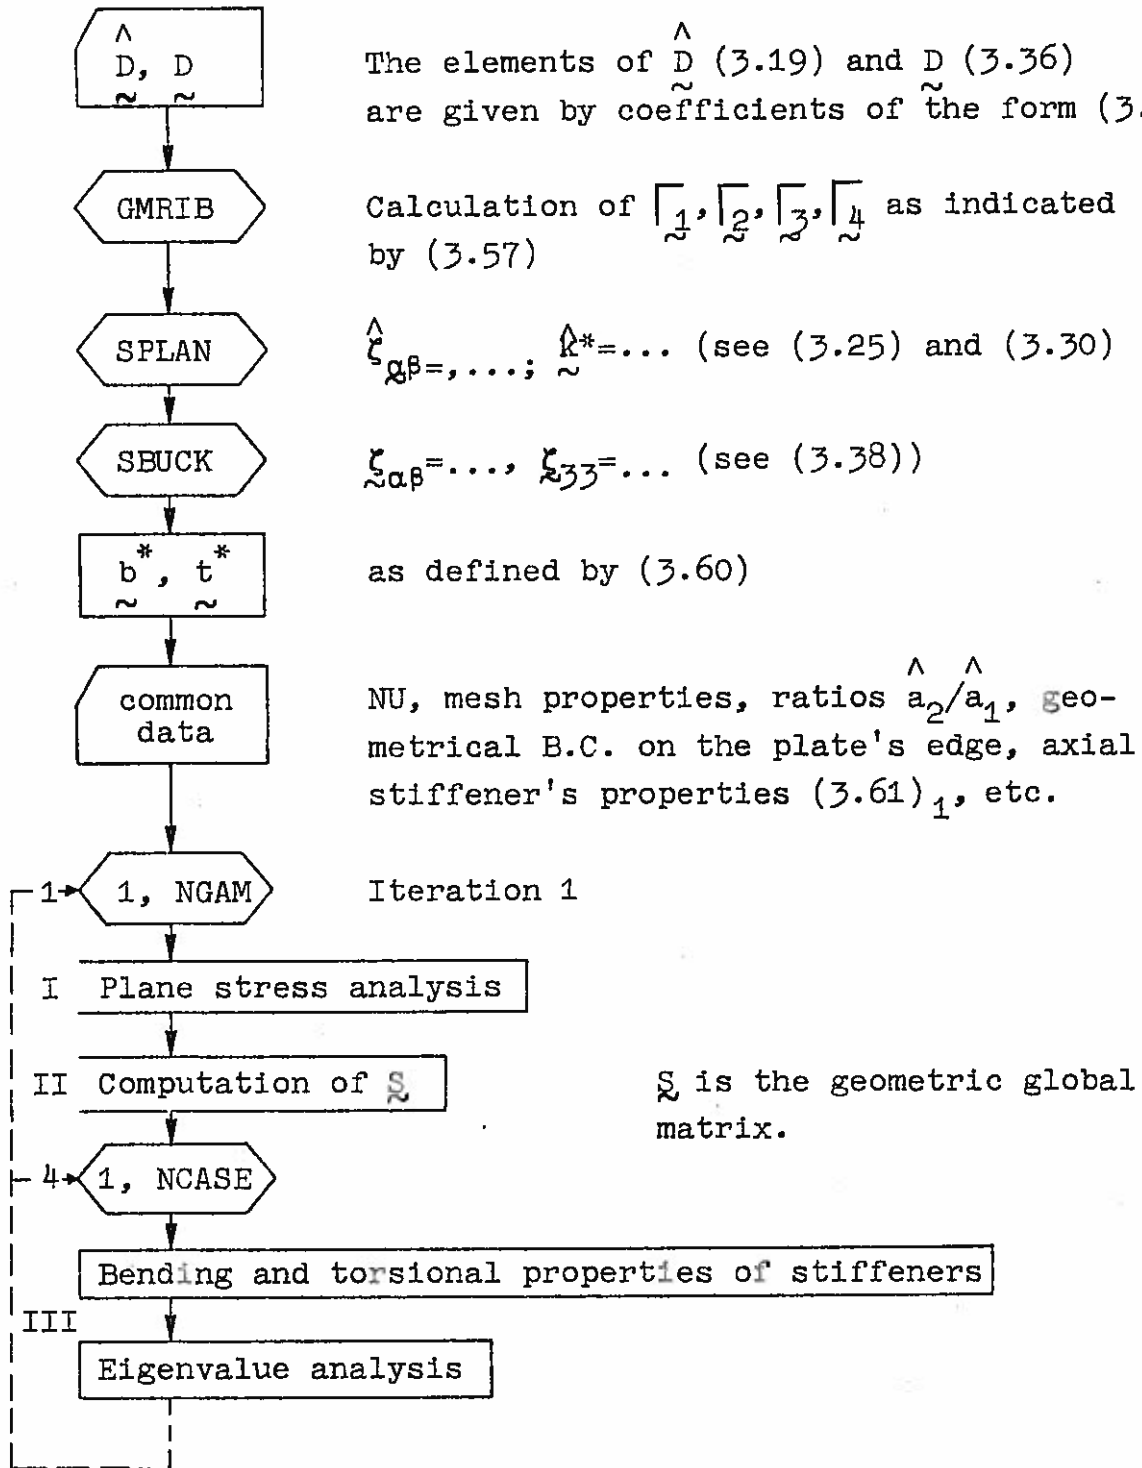 D̂, D
The elements of D̂ (3.19) and D (3.36)
are given by coefficients of the form (3.
GMRIB
Calculation of Γ1, Γ2, Γ3, Γ4 as indicated
by (3.57)
SPLAN
ζ̂αβ=,...; k̂*=... (see (3.25) and (3.30)
SBUCK
ζαβ=..., ζ33=... (see (3.38))
b*, t*
as defined by (3.60)
common
data
NU, mesh properties, ratios â2/â1, geo-
metrical B.C. on the plate's edge, axial
stiffener's properties (3.61)1, etc.
1
1, NGAM
Iteration 1
I Plane stress analysis
II Computation of S
S is the geometric global
matrix.
4
1, NCASE
Bending and torsional properties of stiffeners
III
Eigenvalue analysis